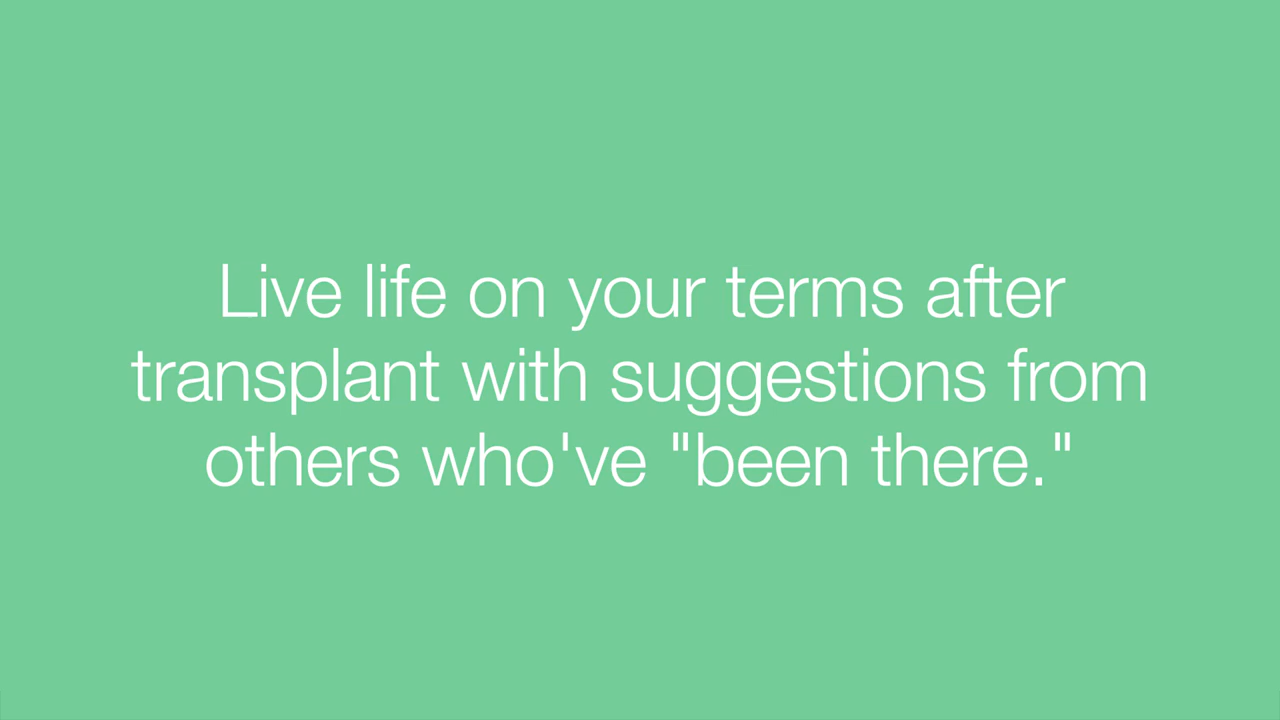 Live life on your terms after
transplant with suggestions from
others who've "been there."